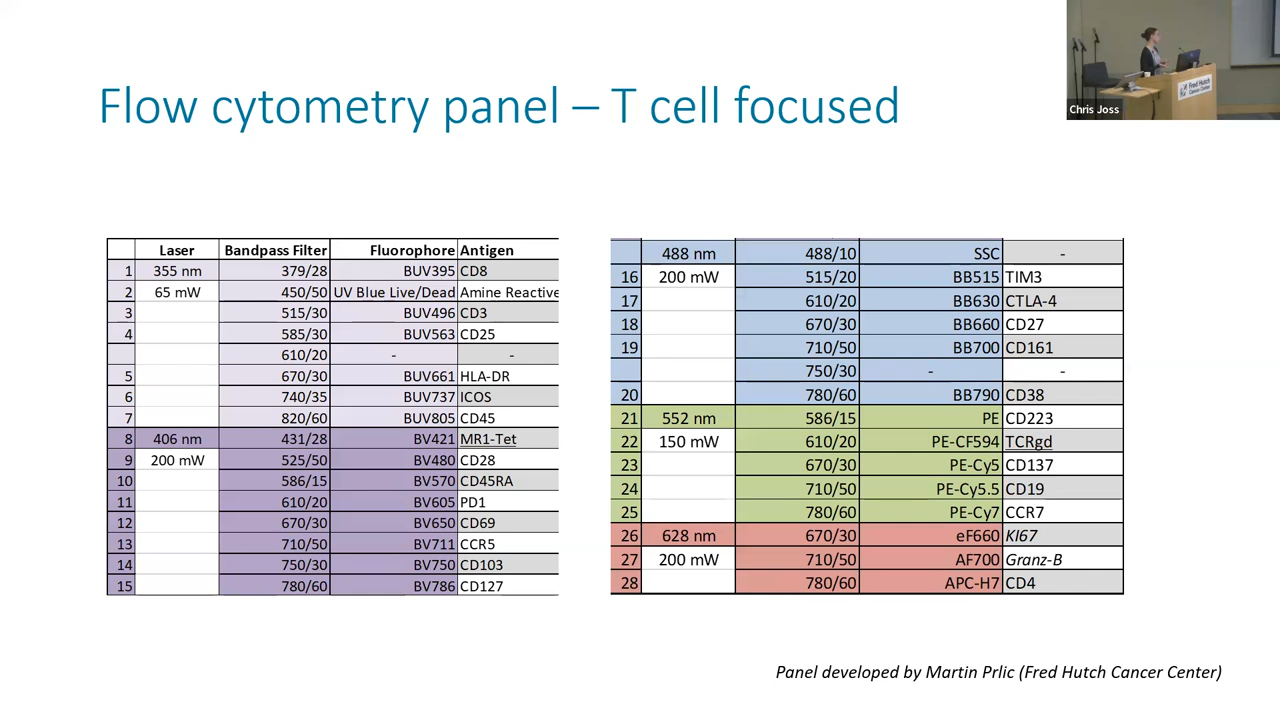 Flow cytometry panel – T cell focused
Chris Joss
Fred Hutch
Cancer Center
Laser Bandpass Filter Fluorophore Antigen
1 355 nm 379/28 BUV395 CD8
2 65 mW 450/50 UV Blue Live/Dead Amine Reactive
3 515/30 BUV496 CD3
4 585/30 BUV563 CD25
610/20 - -
5 670/30 BUV661 HLA-DR
6 740/35 BUV737 ICOS
7 820/60 BUV805 CD45
8 406 nm 431/28 BV421 MR1-Tet
9 200 mW 525/50 BV480 CD28
10 586/15 BV570 CD45RA
11 610/20 BV605 PD1
12 670/30 BV650 CD69
13 710/50 BV711 CCR5
14 750/30 BV750 CD103
15 780/60 BV786 CD127
488 nm 488/10 SSC -
16 200 mW 515/20 BB515 TIM3
17 610/20 BB630 CTLA-4
18 670/30 BB660 CD27
19 710/50 BB700 CD161
750/30 - -
20 780/60 BB790 CD38
21 552 nm 586/15 PE CD223
22 150 mW 610/20 PE-CF594 TCRgd
23 670/30 PE-Cy5 CD137
24 710/50 PE-Cy5.5 CD19
25 780/60 PE-Cy7 CCR7
26 628 nm 670/30 eF660 KI67
27 200 mW 710/50 AF700 Granz-B
28 780/60 APC-H7 CD4
Panel developed by Martin Prlic (Fred Hutch Cancer Center)